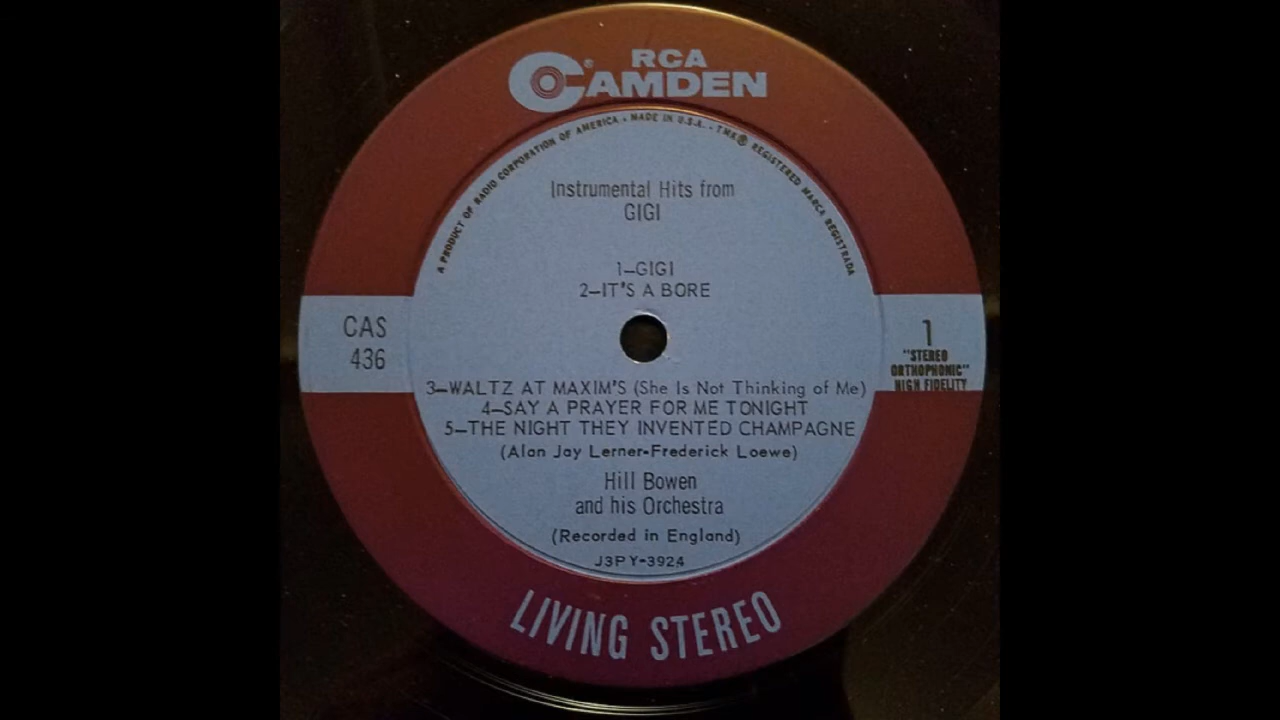 RCA
CAMDEN®
A PRODUCT OF RADIO CORPORATION OF AMERICA • MADE IN U.S.A. - TMK ® REGISTERED MARCA REGISTRADA
Instrumental Hits from
GIGI
1—GIGI
2—IT'S A BORE
CAS
436
1
"STEREO
ORTHOPHONIC"
HIGH FIDELITY
3—WALTZ AT MAXIM'S (She Is Not Thinking of Me)
4—SAY A PRAYER FOR ME TONIGHT
5—THE NIGHT THEY INVENTED CHAMPAGNE
(Alan Jay Lerner-Frederick Loewe)
Hill Bowen
and his Orchestra
(Recorded in England)
J3PY-3924
LIVING STEREO